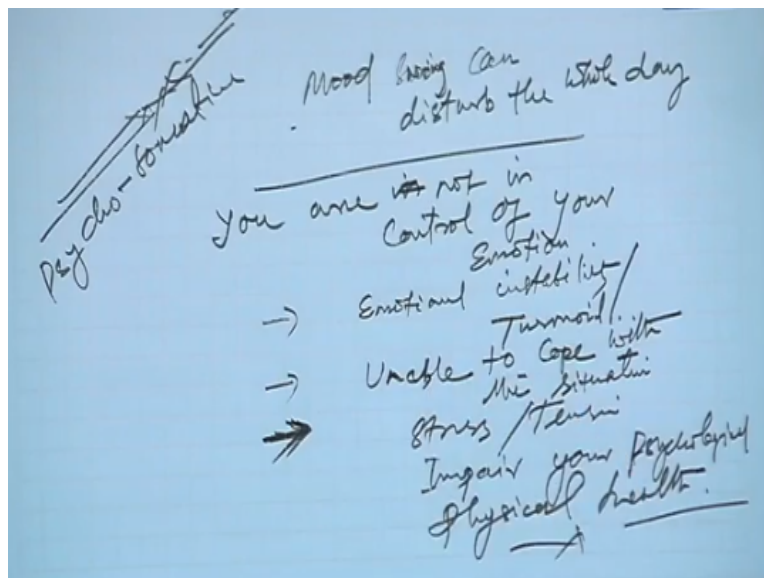 Psycho-somatic
Mood swing can
disturb the whole day
You are not in
Control of your
Emotion
→ Emotional instability/
Turmoil/
→ Unable to Cope with
the situation
→ Stress/Tension
Impair your Psychological
Physical health.